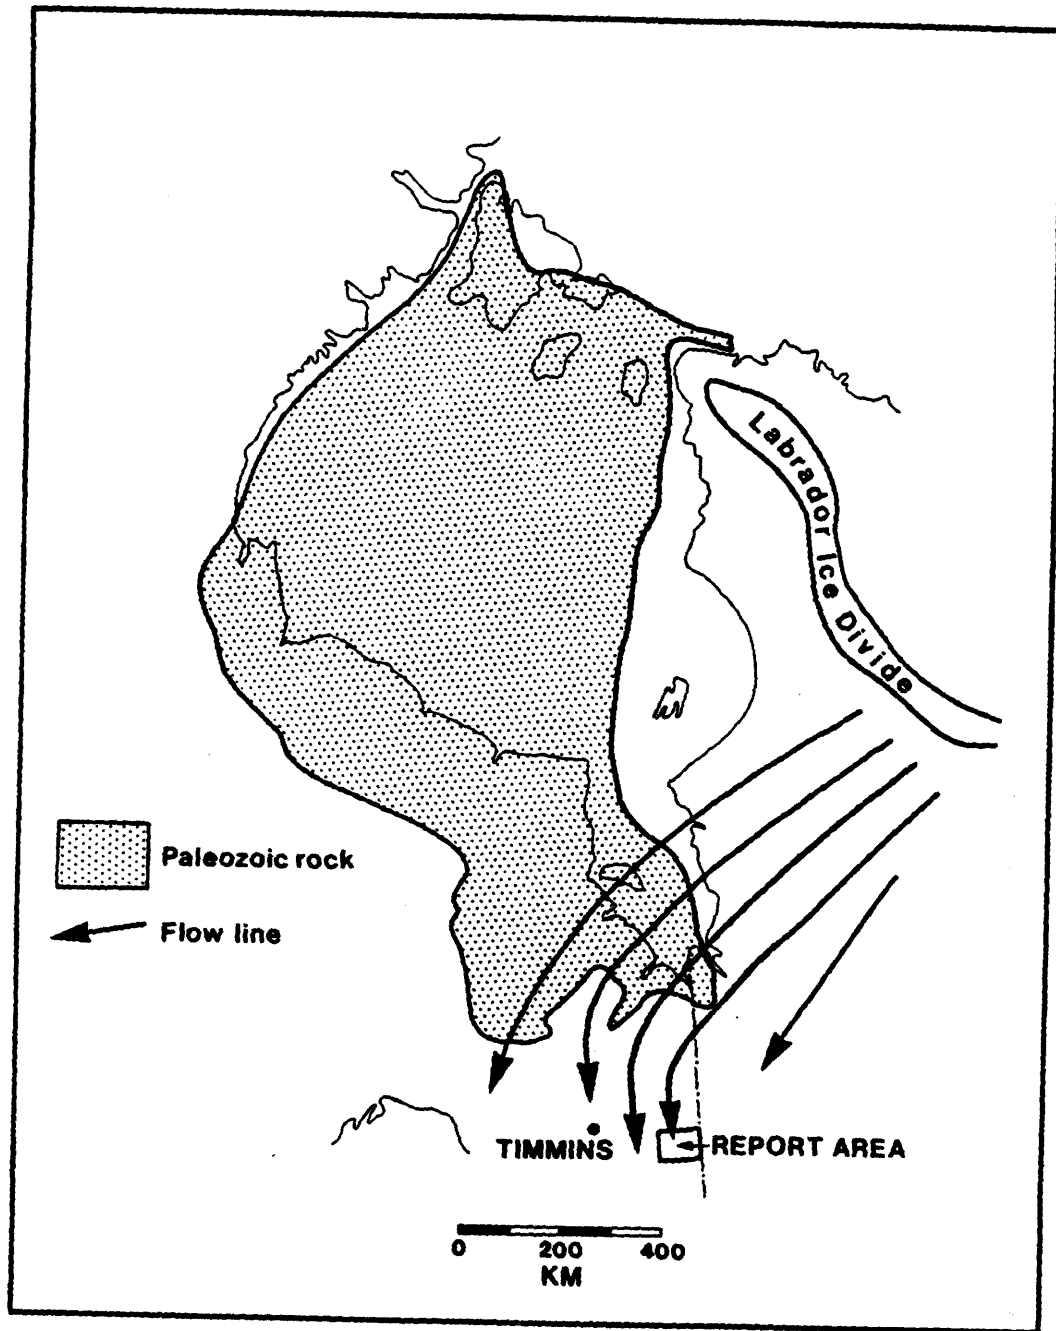 Labrador Ice Divide
Paleozoic rock
Flow line
TIMMINS
REPORT AREA
0 200 400
KM